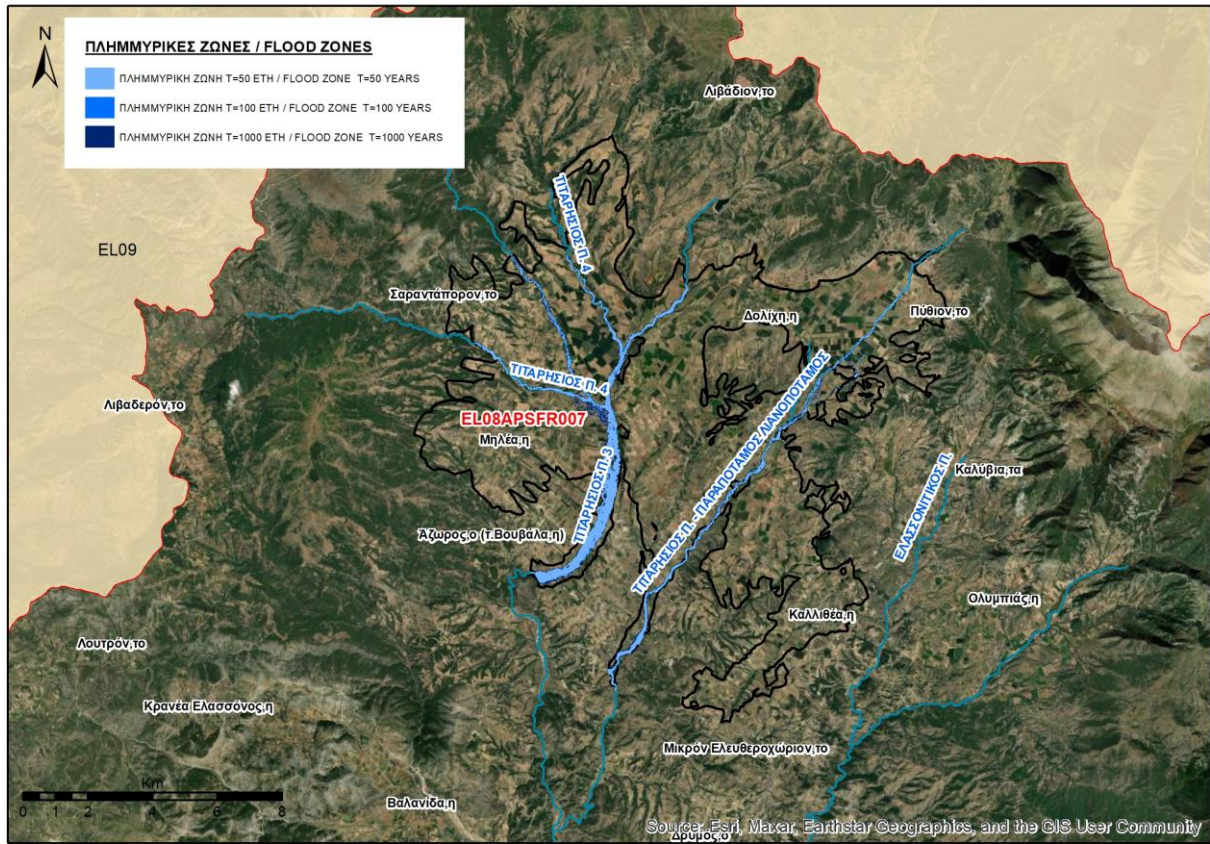 N
ΠΛΗΜΜΥΡΙΚΕΣ ΖΩΝΕΣ / FLOOD ZONES
ΠΛΗΜΜΥΡΙΚΗ ΖΩΝΗ T=50 ΕΤΗ / FLOOD ZONE T=50 YEARS
ΠΛΗΜΜΥΡΙΚΗ ΖΩΝΗ T=100 ΕΤΗ / FLOOD ZONE T=100 YEARS
ΠΛΗΜΜΥΡΙΚΗ ΖΩΝΗ T=1000 ΕΤΗ / FLOOD ZONE T=1000 YEARS
Λιβάδιον,το
ΤΙΤΑΡΗΣΙΟΣ Π. 4
EL09
Σαραντάπορον,το
Δολίχη,η
Πύθιον,το
ΤΙΤΑΡΗΣΙΟΣ Π. 4
Λιβαδερόν,το
EL08APSFR007
Μηλέα,η
ΤΙΤΑΡΗΣΙΟΣ Π. 3
ΤΙΤΑΡΗΣΙΟΣ Π. - ΠΑΡΑΠΟΤΑΜΟΣ ΛΙΑΝΟΠΟΤΑΜΟΣ
Καλύβια,τα
ΕΛΑΣΣΟΝΙΤΙΚΟΣ Π.
Άζωρος,ο (τ.Βουβάλα,η)
Ολυμπιάς,η
Καλλιθέα,η
Λουτρόν,το
Κρανέα Ελασσόνος,η
Μικρόν Ελευθεροχώριον,το
Km
0 1 2 4 6 8
Βαλανίδα,η
Δρυμός,ο
Source: Esri, Maxar, Earthstar Geographics, and the GIS User Community